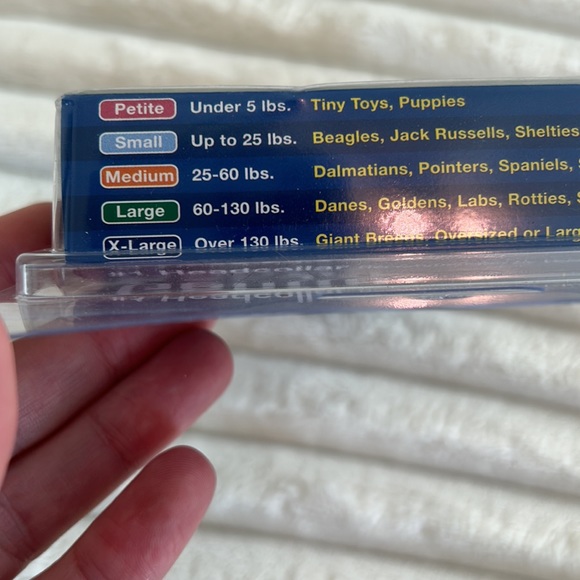 Petite Under 5 lbs. Tiny Toys, Puppies
Small Up to 25 lbs. Beagles, Jack Russells, Shelties
Medium 25-60 lbs. Dalmatians, Pointers, Spaniels,
Large 60-130 lbs. Danes, Goldens, Labs, Rotties,
X-Large Over 130 lbs. Giant Breeds, Oversized or